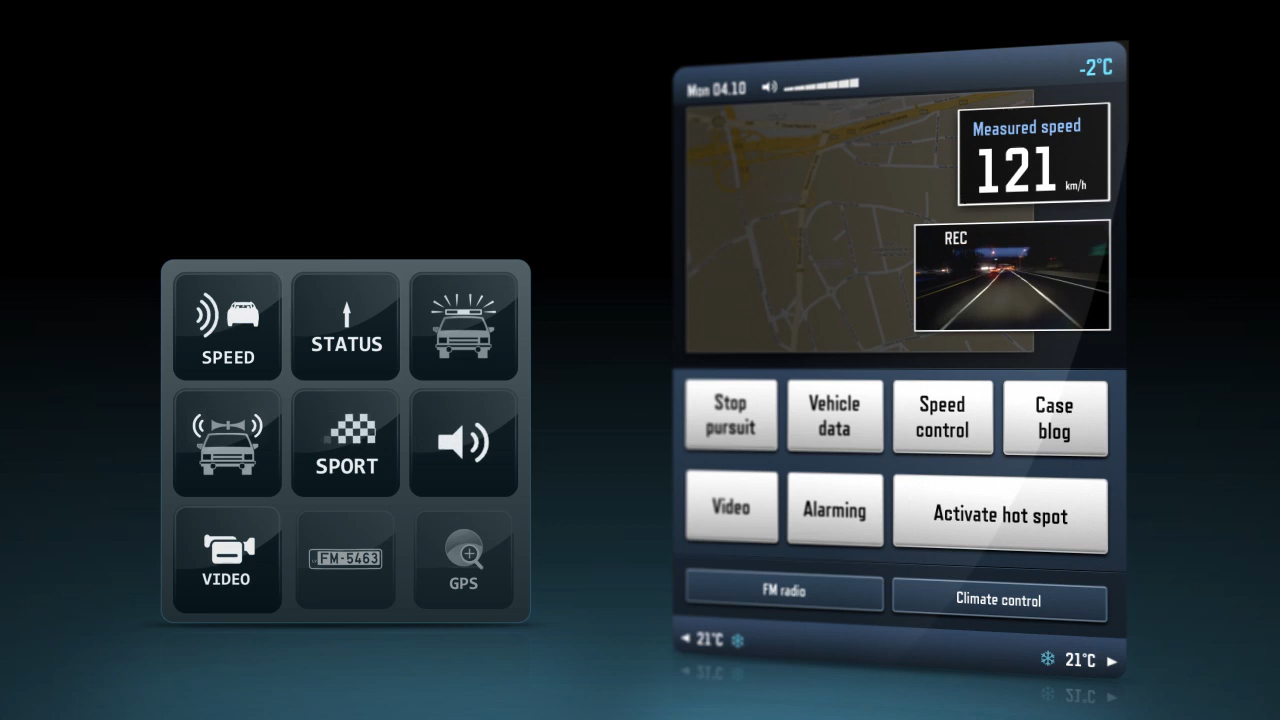 SPEED
STATUS
SPORT
VIDEO
FM-5463
GPS
Mon 04.10
-2°C
Measured speed
121 km/h
REC
Stop
pursuit
Vehicle
data
Speed
control
Case
blog
Video
Alarming
Activate hot spot
FM radio
Climate control
21°C
21°C